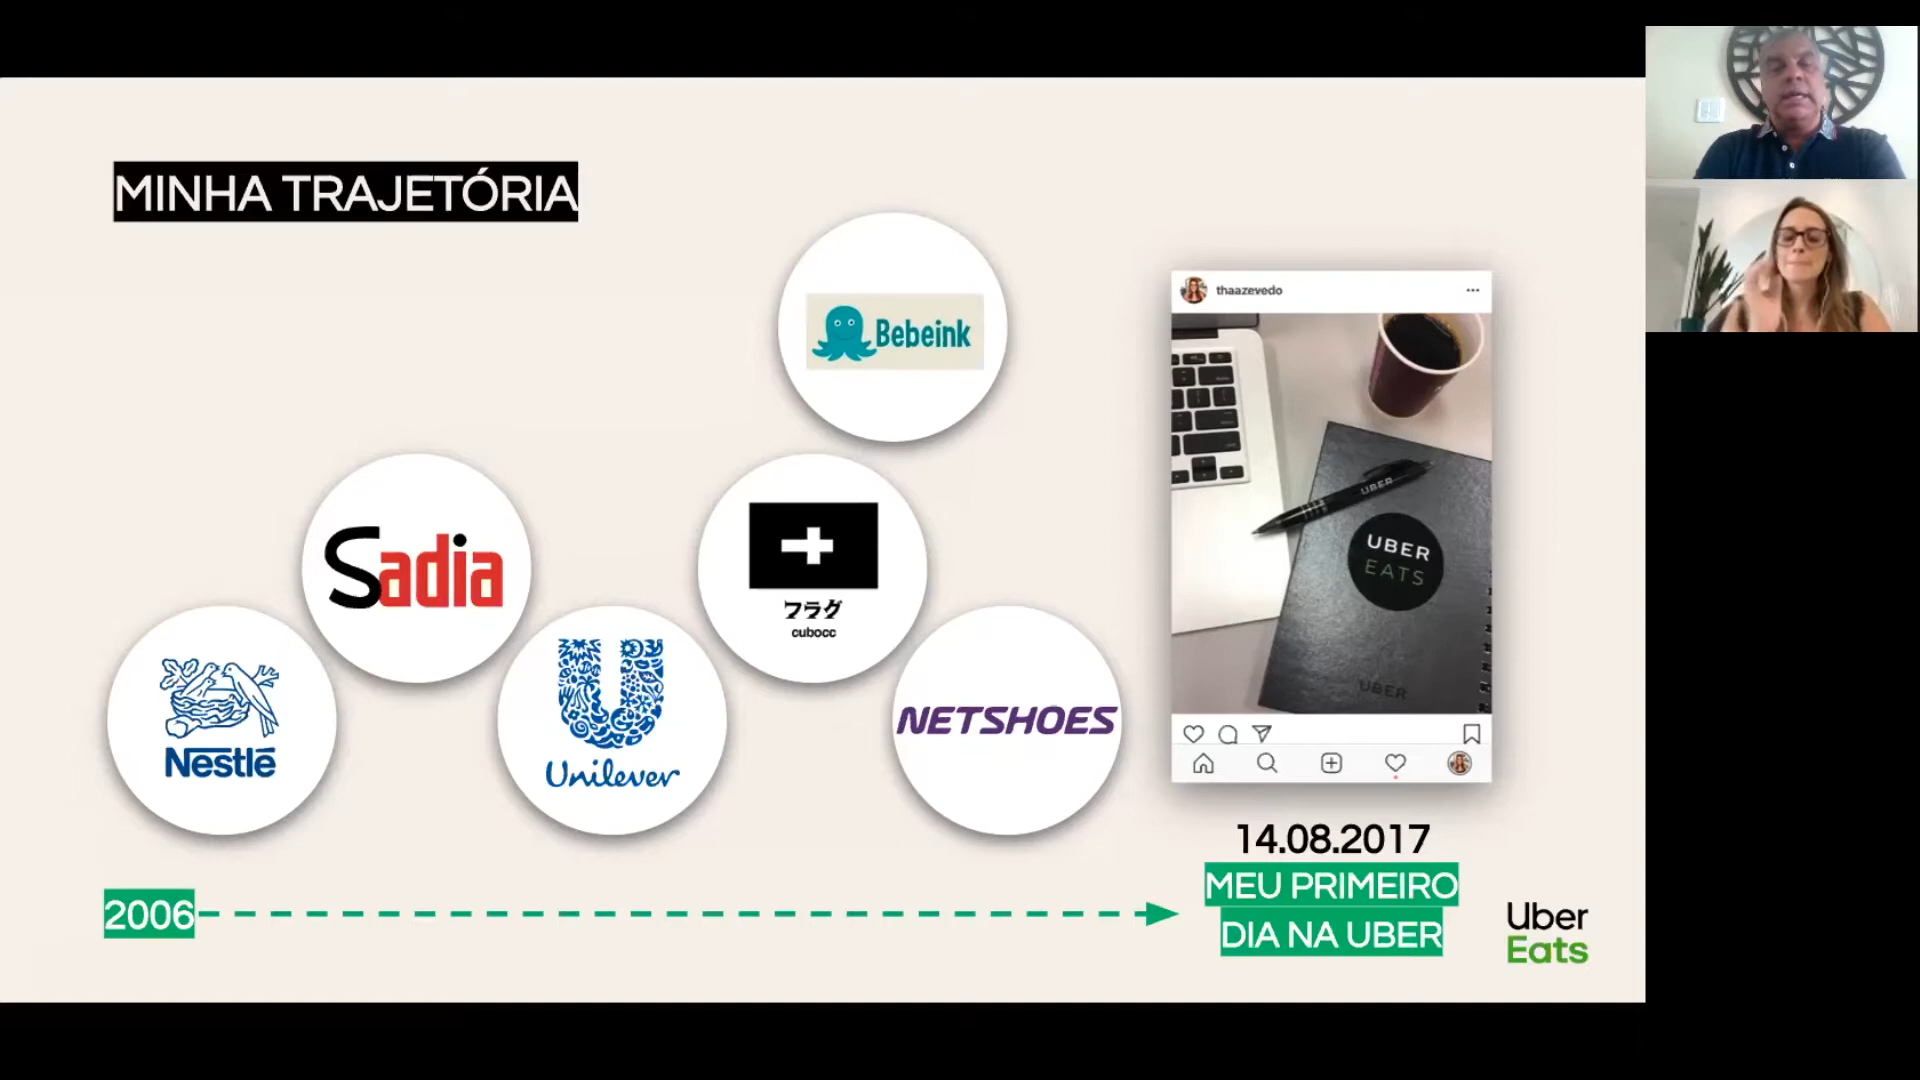 MINHA TRAJETÓRIA
Bebeink
thaazevedo
Sadia
フラグ
cubocc
Nestlé
Unilever
NETSHOES
UBER
UBER
EATS
UBER
14.08.2017
MEU PRIMEIRO
DIA NA UBER
2006
Uber
Eats